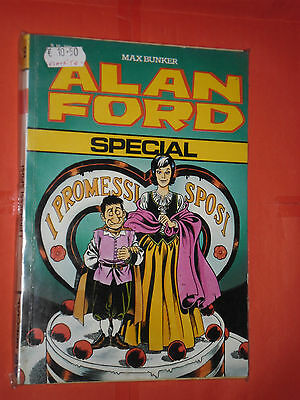 € 10,50
MAX BUNKER
ALAN
FORD
SPECIAL
I PROMESSI SPOSI